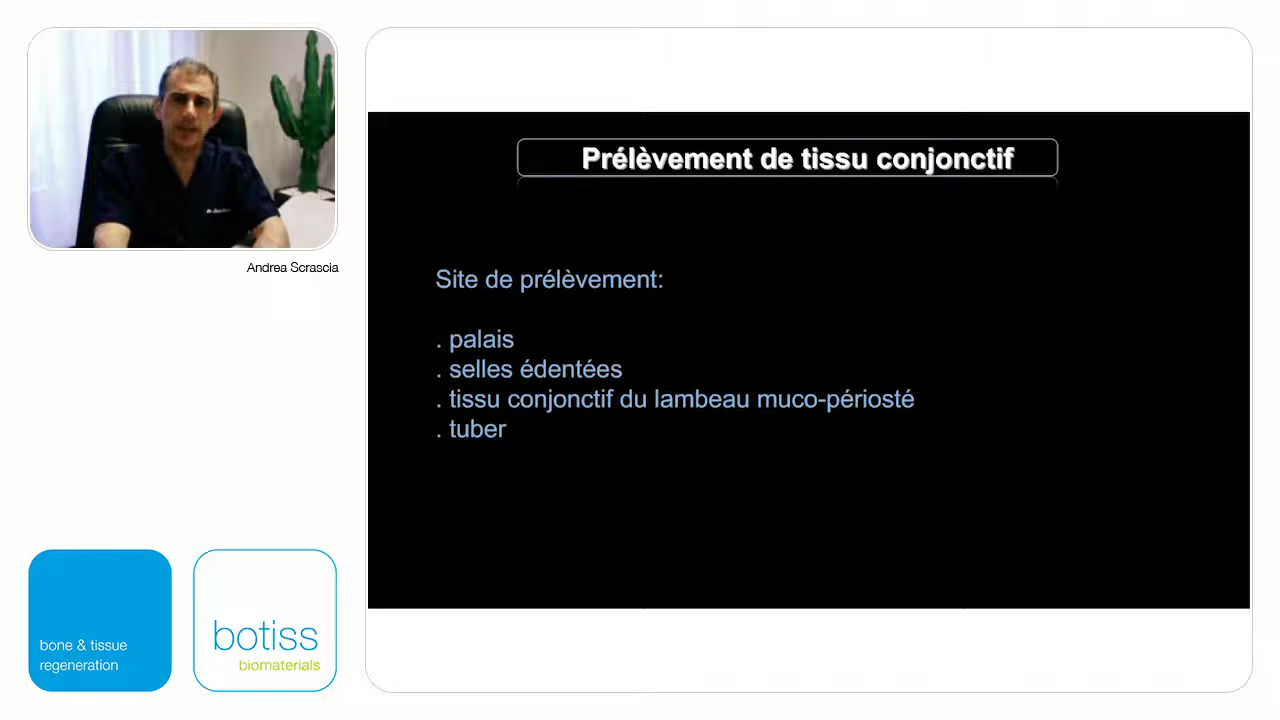 Andrea Scrascia
Prélèvement de tissu conjonctif
Site de prélèvement:
. palais
. selles édentées
. tissu conjonctif du lambeau muco-périosté
. tuber
bone & tissue
regeneration
botiss
biomaterials